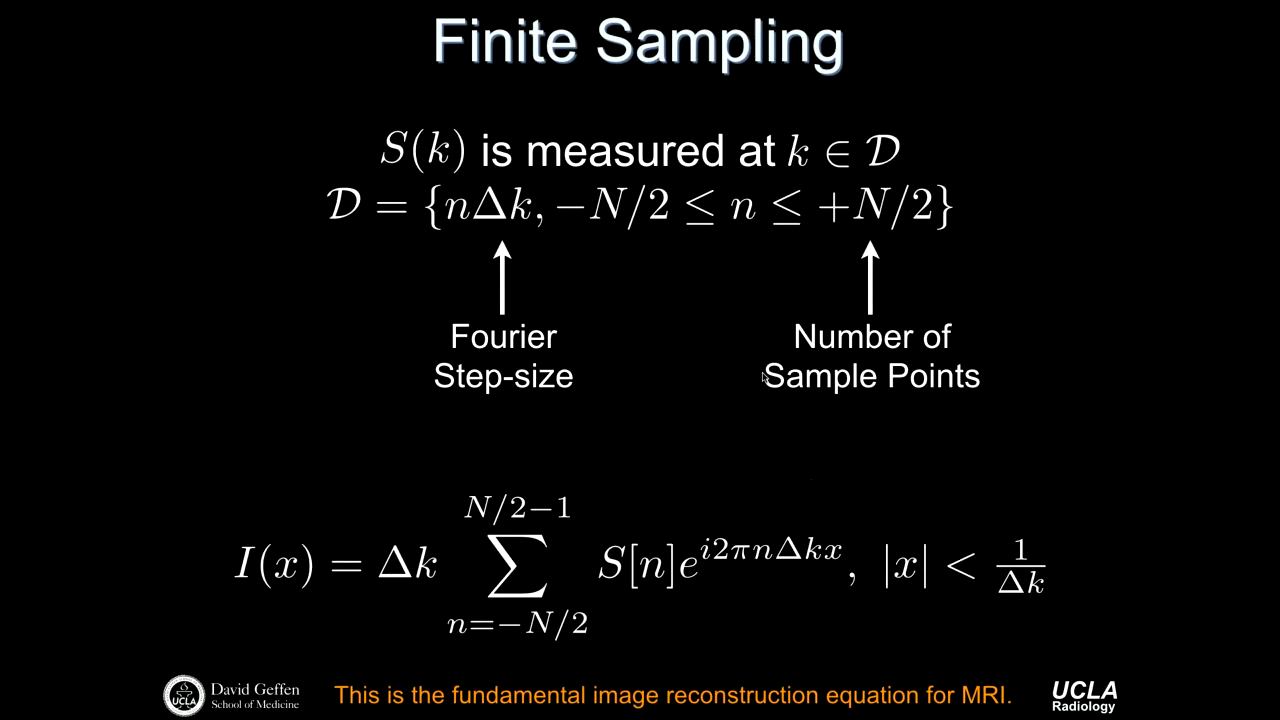 Finite Sampling
S(k) is measured at k ∈ 𝒟
𝒟 = {nΔk, −N/2 ≤ n ≤ +N/2}
Fourier
Step-size
Number of
Sample Points
I(x) = Δk ∑_{n=−N/2}^{N/2−1} S[n]e^{i2πnΔkx}, |x| < 1/Δk
UCLA
David Geffen
School of Medicine
This is the fundamental image reconstruction equation for MRI.
UCLA
Radiology